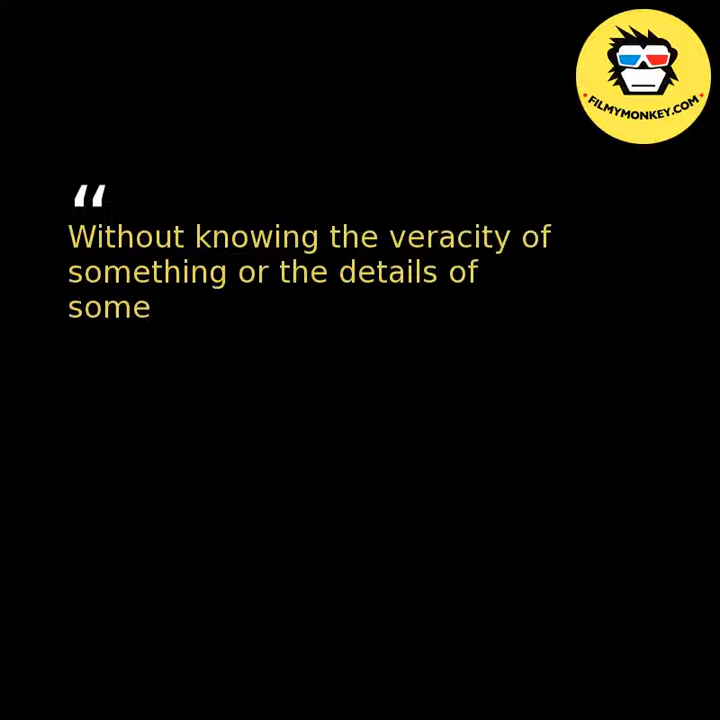 FILMYMONKEY.COM
“
Without knowing the veracity of
something or the details of
some